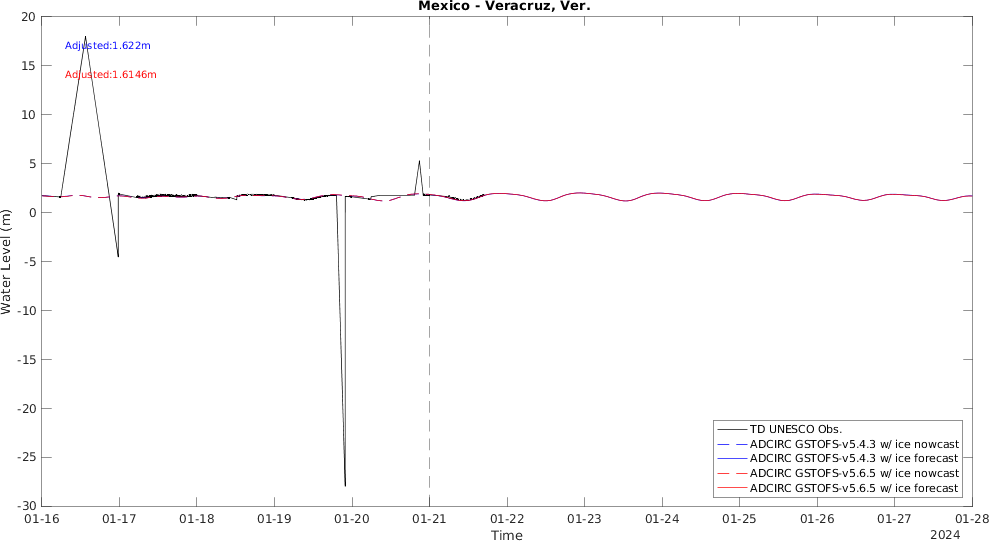 Mexico - Veracruz, Ver.
Adjusted:1.622m
Adjusted:1.6146m
Water Level (m)
20
15
10
5
0
-5
-10
-15
-20
-25
-30
TD UNESCO Obs.
ADCIRC GSTOFS-v5.4.3 w/ ice nowcast
ADCIRC GSTOFS-v5.4.3 w/ ice forecast
ADCIRC GSTOFS-v5.6.5 w/ ice nowcast
ADCIRC GSTOFS-v5.6.5 w/ ice forecast
01-16 01-17 01-18 01-19 01-20 01-21 01-22 01-23 01-24 01-25 01-26 01-27 01-28
Time
2024